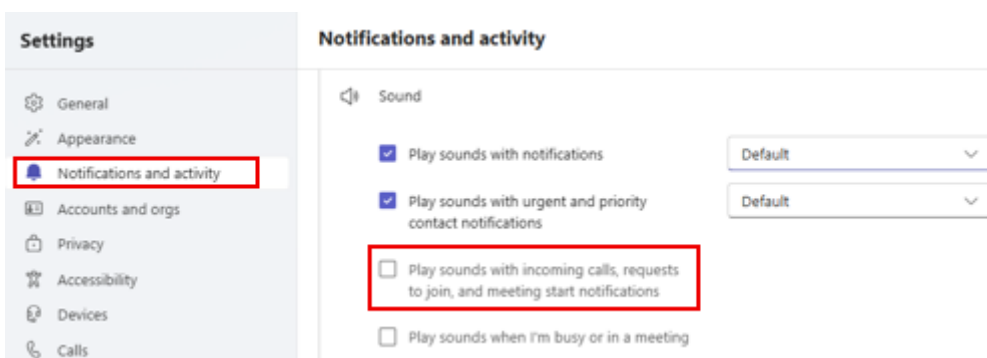 Settings
General
Appearance
Notifications and activity
Accounts and orgs
Privacy
Accessibility
Devices
Calls
Notifications and activity
Sound
Play sounds with notifications
Default
Play sounds with urgent and priority
contact notifications
Default
Play sounds with incoming calls, requests
to join, and meeting start notifications
Play sounds when I'm busy or in a meeting